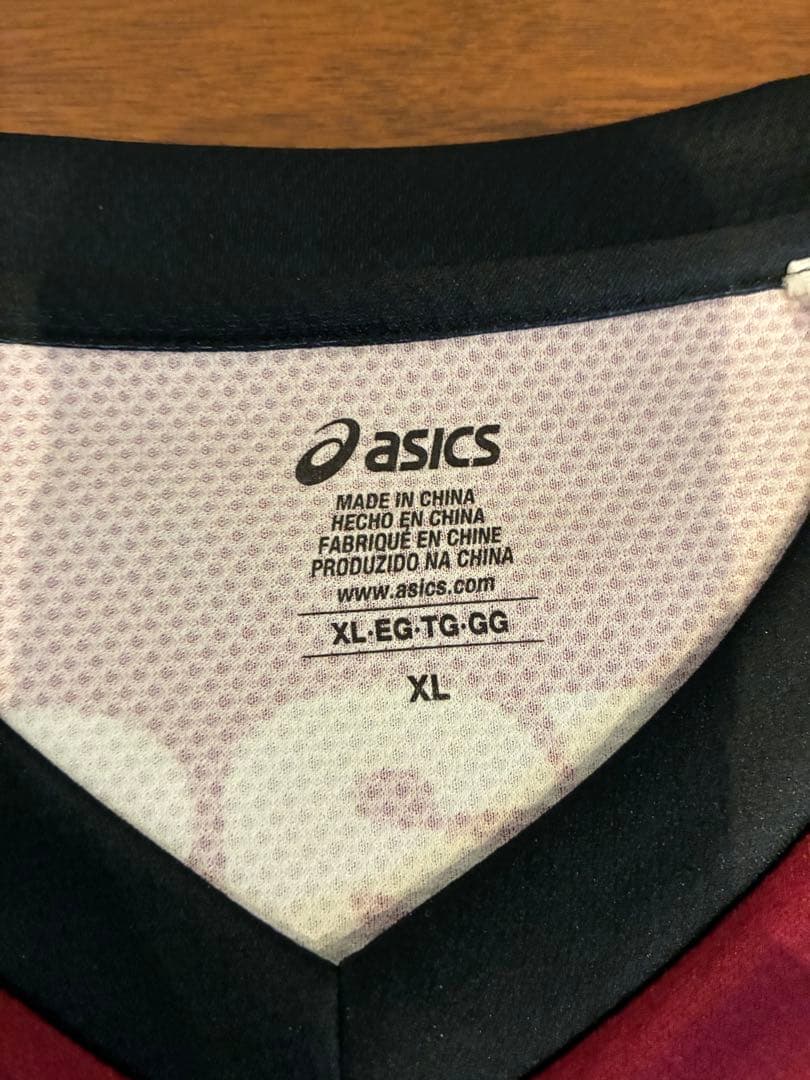 asics
MADE IN CHINA
HECHO EN CHINA
FABRIQUÉ EN CHINE
PRODUZIDO NA CHINA
www.asics.com
XL·EG·TG·GG
XL